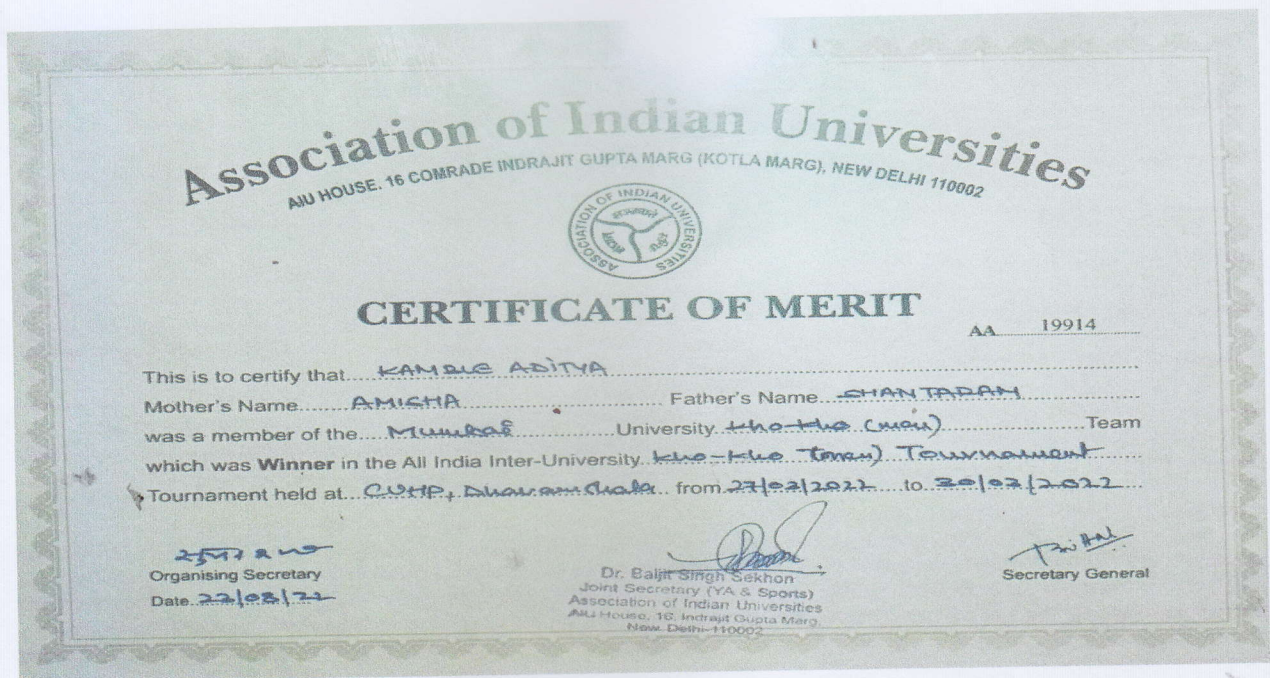 Association of Indian Universities
AIU HOUSE, 16 COMRADE INDRAJIT GUPTA MARG (KOTLA MARG), NEW DELHI 110002
ASSOCIATION OF INDIAN UNIVERSITIES
CERTIFICATE OF MERIT
AA 19914
This is to certify that KAMBLE ADITYA
Mother's Name AMISHA Father's Name SHANTARAM
was a member of the Mumbai University Kho-Kho (men) Team
which was Winner in the All India Inter-University Kho-Kho (men) Tournament
Tournament held at CUHP, Dharamshala from 27/03/2022 to 30/03/2022
Organising Secretary
Secretary General
Date
Dr. Baljit Singh Sekhon
Joint Secretary (YA & Sports)
Association of Indian Universities
AIU House, 16, Indrajit Gupta Marg,
New Delhi-110002